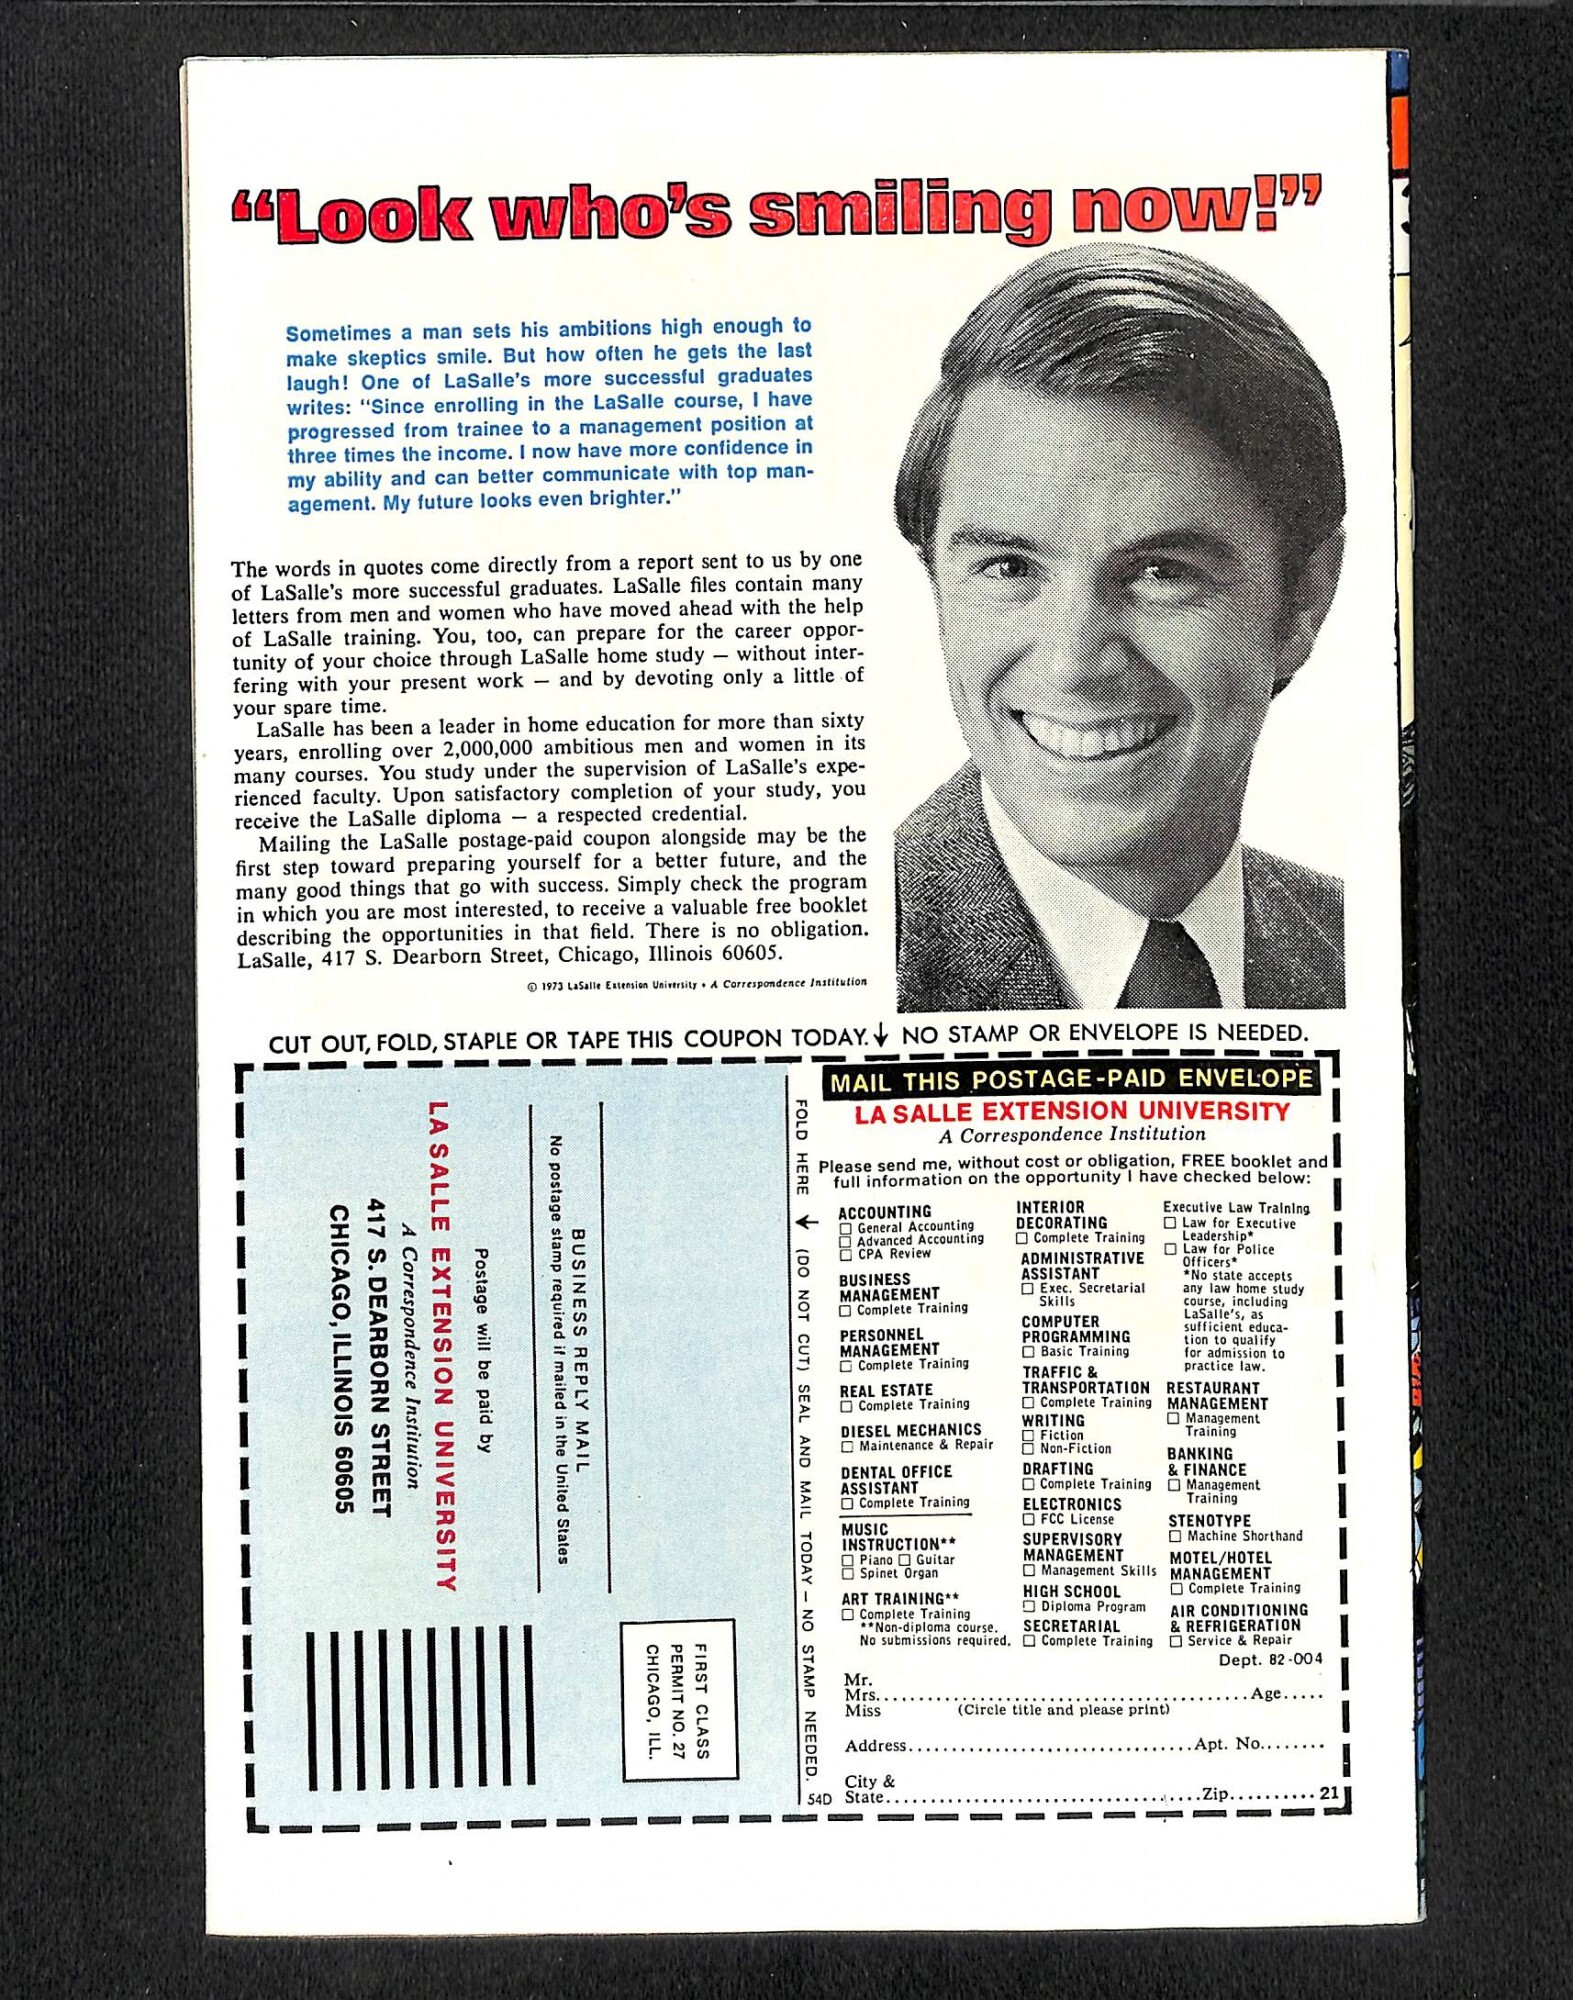 “Look who’s smiling now!”
Sometimes a man sets his ambitions high enough to
make skeptics smile. But how often he gets the last
laugh! One of LaSalle’s more successful graduates
writes: “Since enrolling in the LaSalle course, I have
progressed from trainee to a management position at
three times the income. I now have more confidence in
my ability and can better communicate with top man-
agement. My future looks even brighter.”
The words in quotes come directly from a report sent to us by one
of LaSalle’s more successful graduates. LaSalle files contain many
letters from men and women who have moved ahead with the help
of LaSalle training. You, too, can prepare for the career oppor-
tunity of your choice through LaSalle home study — without inter-
fering with your present work — and by devoting only a little of
your spare time.
LaSalle has been a leader in home education for more than sixty
years, enrolling over 2,000,000 ambitious men and women in its
many courses. You study under the supervision of LaSalle’s expe-
rienced faculty. Upon satisfactory completion of your study, you
receive the LaSalle diploma — a respected credential.
Mailing the LaSalle postage-paid coupon alongside may be the
first step toward preparing yourself for a better future, and the
many good things that go with success. Simply check the program
in which you are most interested, to receive a valuable free booklet
describing the opportunities in that field. There is no obligation.
LaSalle, 417 S. Dearborn Street, Chicago, Illinois 60605.
© 1973 LaSalle Extension University • A Correspondence Institution
CUT OUT, FOLD, STAPLE OR TAPE THIS COUPON TODAY. ↓ NO STAMP OR ENVELOPE IS NEEDED.
FIRST CLASS
PERMIT NO. 27
CHICAGO, ILL.
BUSINESS REPLY MAIL
No postage stamp required if mailed in the United States
Postage will be paid by
LA SALLE EXTENSION UNIVERSITY
A Correspondence Institution
417 S. DEARBORN STREET
CHICAGO, ILLINOIS 60605
FOLD HERE ↓ (DO NOT CUT) SEAL AND MAIL TODAY — NO STAMP NEEDED.
MAIL THIS POSTAGE-PAID ENVELOPE
LA SALLE EXTENSION UNIVERSITY
A Correspondence Institution
Please send me, without cost or obligation, FREE booklet and
full information on the opportunity I have checked below:
ACCOUNTING
☐ General Accounting
☐ Advanced Accounting
☐ CPA Review
BUSINESS
MANAGEMENT
☐ Complete Training
PERSONNEL
MANAGEMENT
☐ Complete Training
REAL ESTATE
☐ Complete Training
DIESEL MECHANICS
☐ Maintenance & Repair
DENTAL OFFICE
ASSISTANT
☐ Complete Training
MUSIC
INSTRUCTION**
☐ Piano ☐ Guitar
☐ Spinet Organ
ART TRAINING**
☐ Complete Training
**Non-diploma course.
No submissions required.
INTERIOR
DECORATING
☐ Complete Training
ADMINISTRATIVE
ASSISTANT
☐ Exec. Secretarial
Skills
COMPUTER
PROGRAMMING
☐ Basic Training
TRAFFIC &
TRANSPORTATION
☐ Complete Training
WRITING
☐ Fiction
☐ Non-Fiction
DRAFTING
☐ Complete Training
ELECTRONICS
☐ FCC License
SUPERVISORY
MANAGEMENT
☐ Management Skills
HIGH SCHOOL
☐ Diploma Program
SECRETARIAL
☐ Complete Training
Executive Law Training
☐ Law for Executive
Leadership*
☐ Law for Police
Officers*
*No state accepts
any law home study
course, including
LaSalle’s, as
sufficient educa-
tion to qualify
for admission to
practice law.
RESTAURANT
MANAGEMENT
☐ Management
Training
BANKING
& FINANCE
☐ Management
Training
STENOTYPE
☐ Machine Shorthand
MOTEL/HOTEL
MANAGEMENT
☐ Complete Training
AIR CONDITIONING
& REFRIGERATION
☐ Service & Repair
Dept. 82-004
Mr.
Mrs. Age
Miss (Circle title and please print)
Address Apt. No.
City &
54D State Zip 21